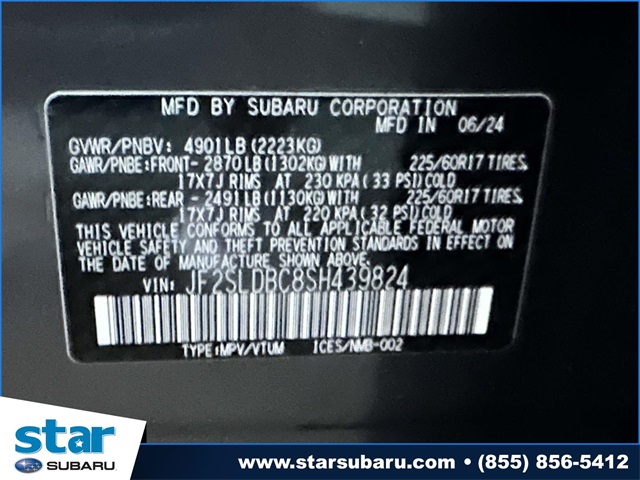 MFD BY SUBARU CORPORATION
MFD IN 06/24
GVWR/PNBV: 4901LB(2223KG)
GAWR/PNBE:FRONT-2870LB(1302KG)WITH 225/60R17 TIRES,
17X7J RIMS AT 230 KPA(33 PSI)COLD
GAWR/PNBE:REAR -2491LB(1130KG)WITH 225/60R17 TIRES,
17X7J RIMS AT 220 KPA(32 PSI)COLD
THIS VEHICLE CONFORMS TO ALL APPLICABLE FEDERAL MOTOR
VEHICLE SAFETY AND THEFT PREVENTION STANDARDS IN EFFECT ON
THE DATE OF MANUFACTURE SHOWN ABOVE.
VIN: JF2SLDBC8SH439824
TYPE:MPV/VTUM ICES/NMB-002
star
SUBARU
www.starsubaru.com - (855) 856-5412